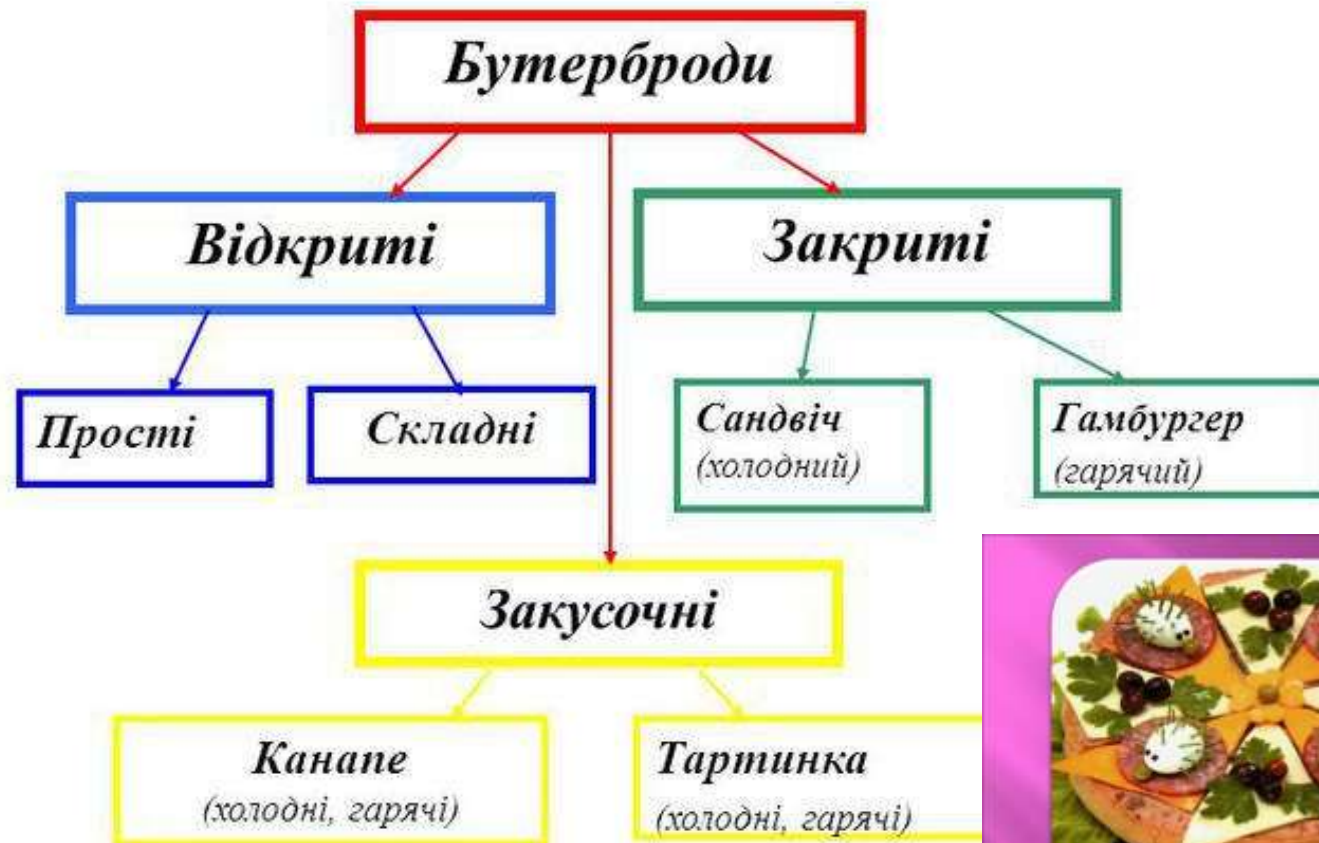 Бутерброди
Відкриті
Закриті
Прості
Складні
Сандвіч
(холодний)
Гамбургер
(гарячий)
Закусочні
Канапе
(холодні, гарячі)
Тартинка
(холодні, гарячі)